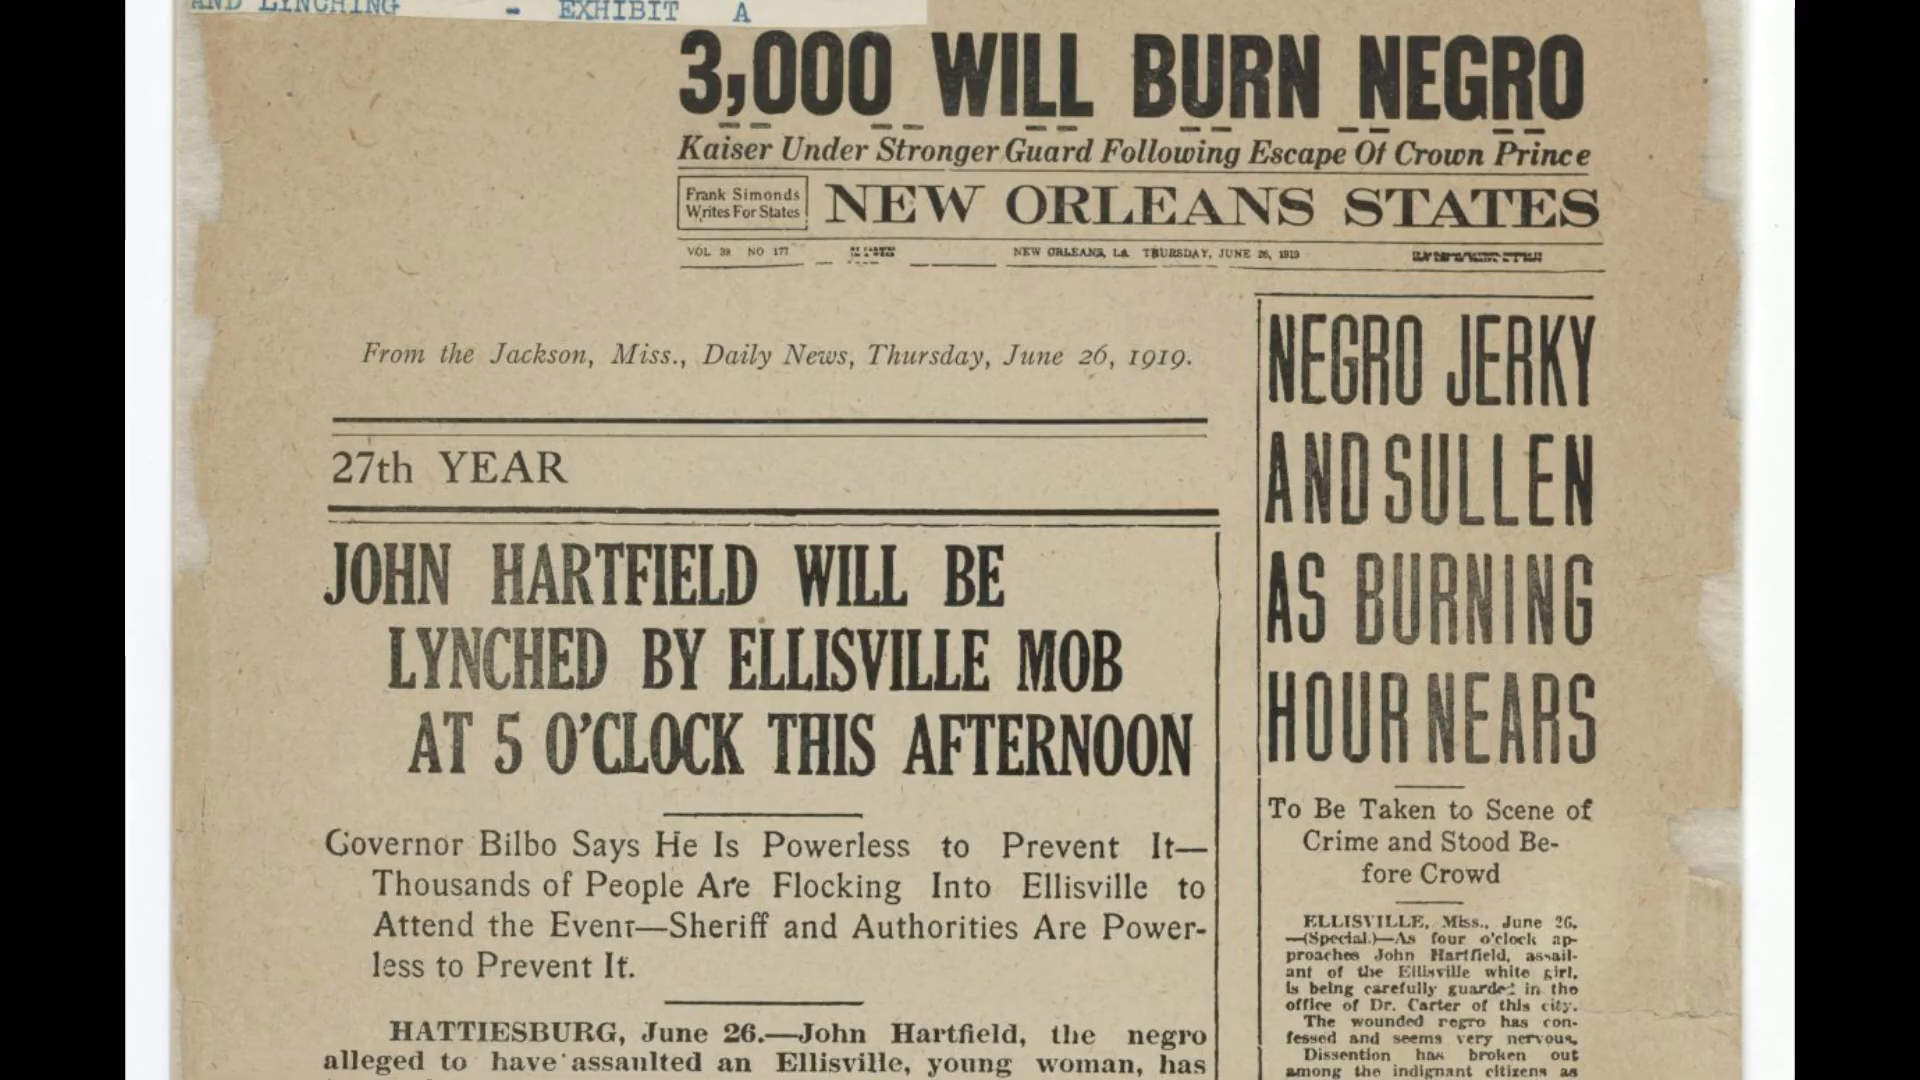 AND LYNCHING - EXHIBIT A
3,000 WILL BURN NEGRO
Kaiser Under Stronger Guard Following Escape Of Crown Prince
Frank Simonds
Writes For States
NEW ORLEANS STATES
VOL. 39. NO 177
NEW ORLEANS, LA. THURSDAY, JUNE 26, 1919
From the Jackson, Miss., Daily News, Thursday, June 26, 1919.
27th YEAR
JOHN HARTFIELD WILL BE
LYNCHED BY ELLISVILLE MOB
AT 5 O'CLOCK THIS AFTERNOON
Governor Bilbo Says He Is Powerless to Prevent It—
Thousands of People Are Flocking Into Ellisville to
Attend the Event—Sheriff and Authorities Are Power-
less to Prevent It.
HATTIESBURG, June 26.—John Hartfield, the negro
alleged to have assaulted an Ellisville, young woman, has
NEGRO JERKY
AND SULLEN
AS BURNING
HOUR NEARS
To Be Taken to Scene of
Crime and Stood Be-
fore Crowd
ELLISVILLE, Miss., June 26.
—(Special.)—As four o'clock ap-
proaches John Hartfield, assail-
ant of the Ellisville white girl,
is being carefully guarded in the
office of Dr. Carter of this city.
The wounded negro has con-
fessed and seems very nervous.
Dissention has broken out
among the indignant citizens as